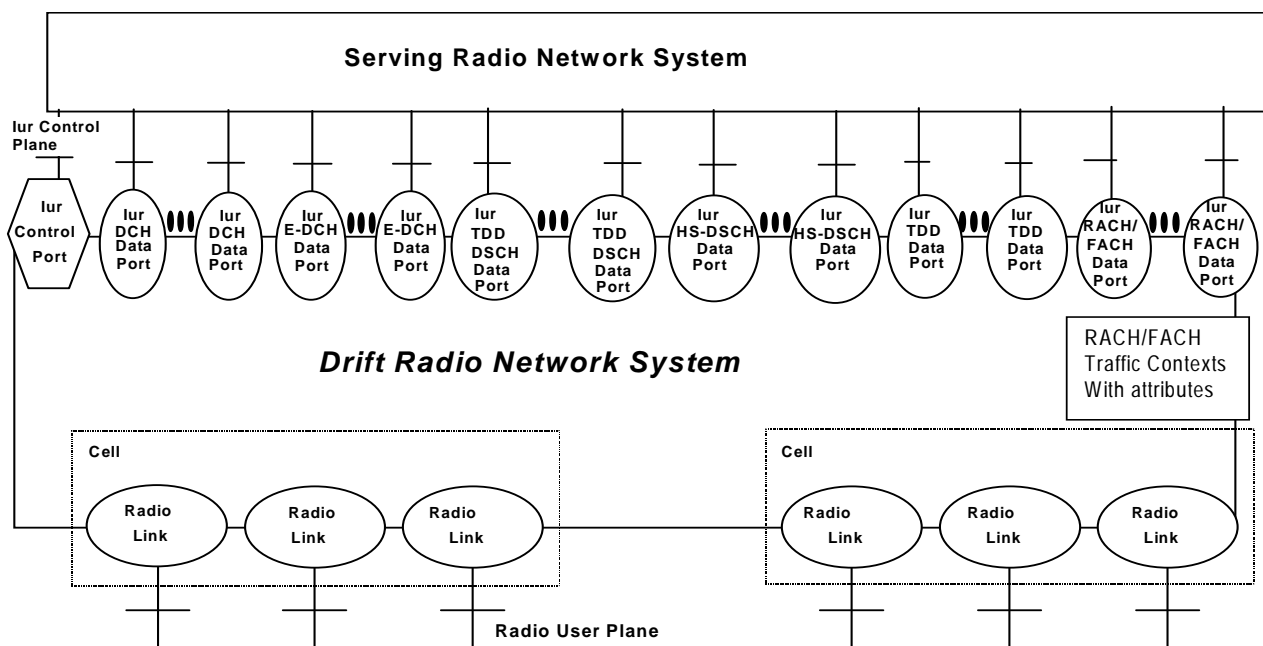 Serving Radio Network System
Iur Control
Plane
Iur
Control
Port
Iur
DCH
Data
Port
Iur
DCH
Data
Port
Iur
E-DCH
Data
Port
Iur
E-DCH
Data
Port
Iur
TDD
DSCH
Data
Port
Iur
TDD
DSCH
Data
Port
Iur
HS-DSCH
Data
Port
Iur
HS-DSCH
Data
Port
Iur
TDD
Data
Port
Iur
TDD
Data
Port
Iur
RACH/
FACH
Data
Port
Iur
RACH/
FACH
Data
Port
Drift Radio Network System
RACH/FACH
Traffic Contexts
With attributes
Cell
Radio
Link
Radio
Link
Radio
Link
Cell
Radio
Link
Radio
Link
Radio
Link
Radio User Plane